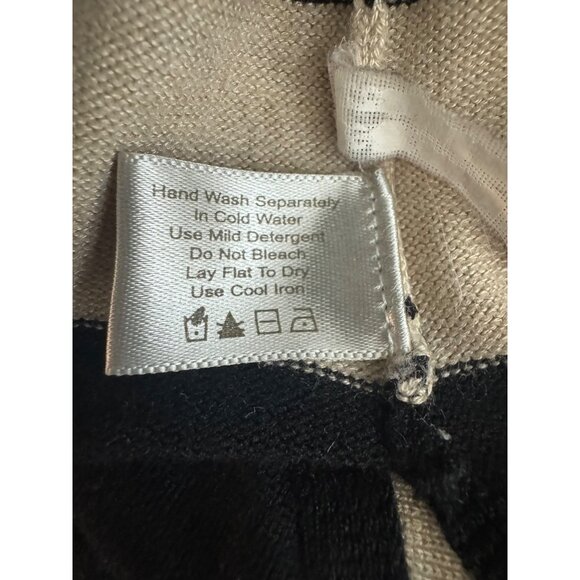 Hand Wash Separately
In Cold Water
Use Mild Detergent
Do Not Bleach
Lay Flat To Dry
Use Cool Iron